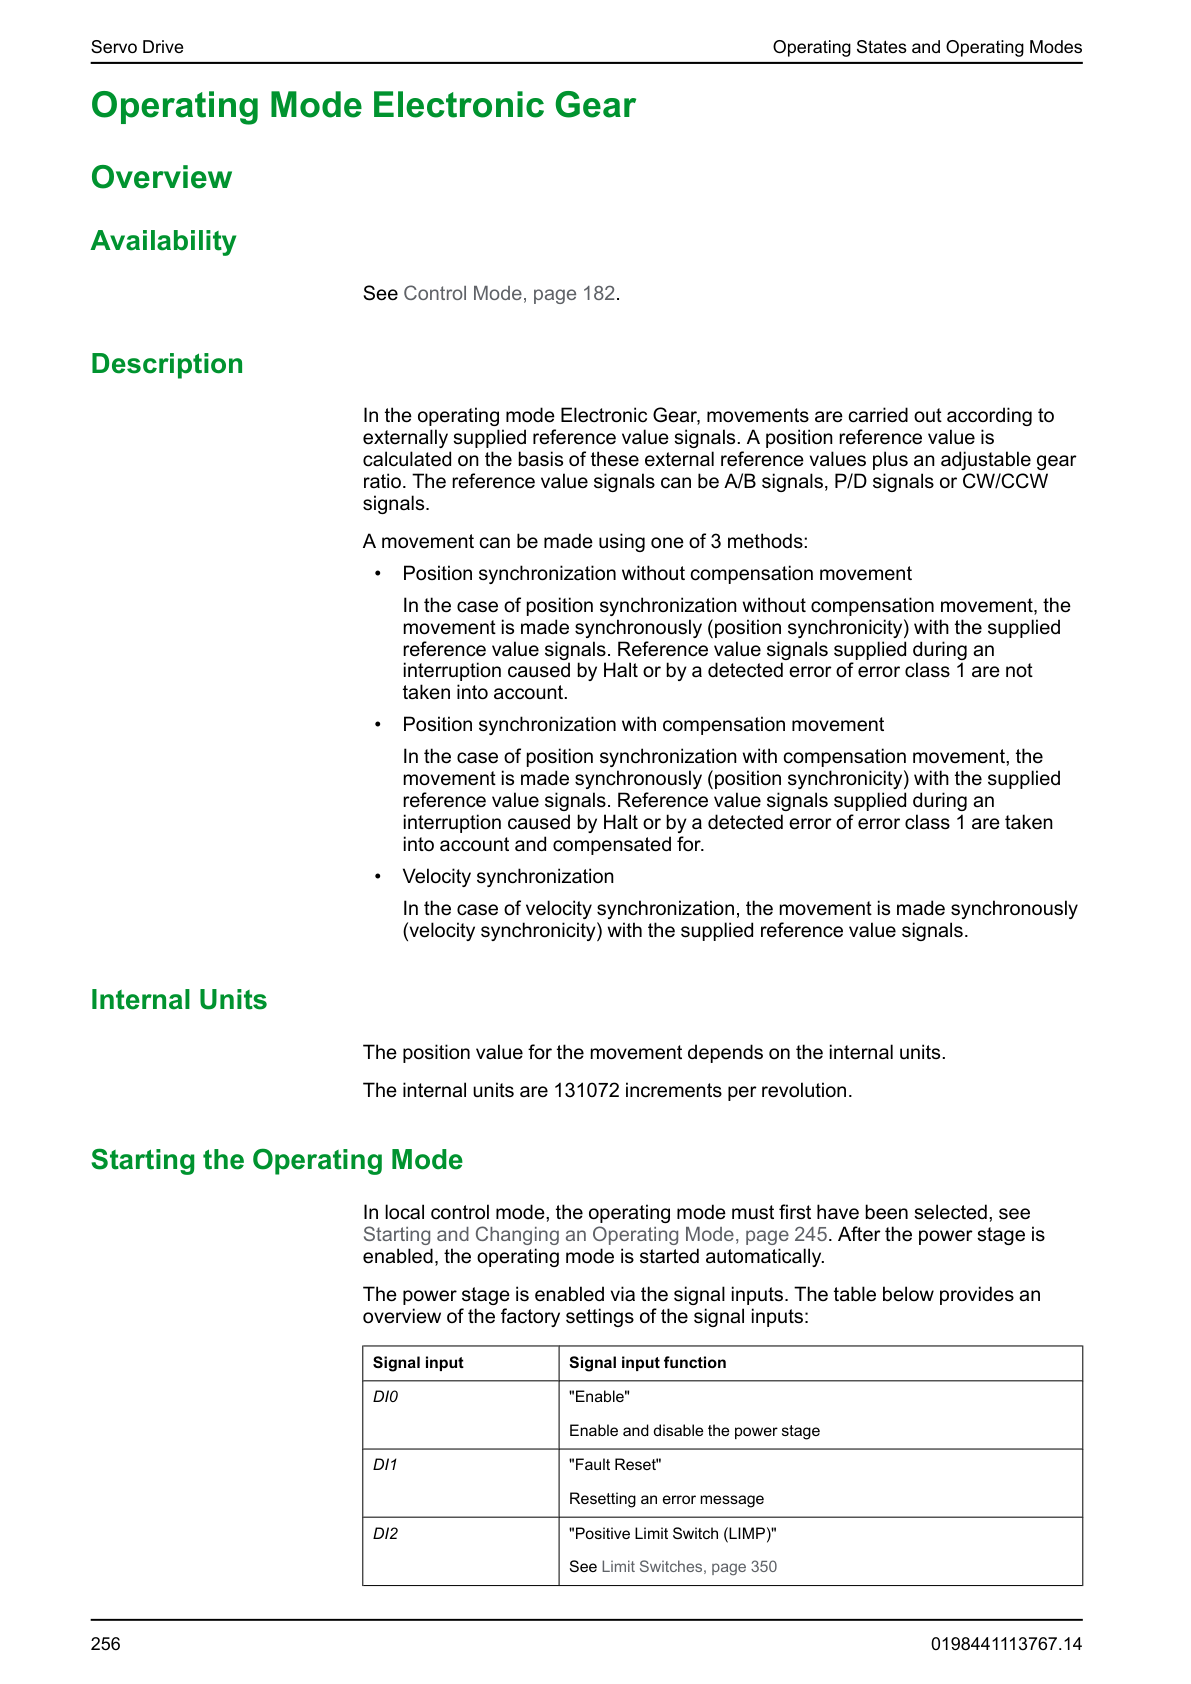 Servo Drive
Operating States and Operating Modes
Operating Mode Electronic Gear
Overview
Availability
See Control Mode, page 182.
Description
In the operating mode Electronic Gear, movements are carried out according to
externally supplied reference value signals. A position reference value is
calculated on the basis of these external reference values plus an adjustable gear
ratio. The reference value signals can be A/B signals, P/D signals or CW/CCW
signals.
A movement can be made using one of 3 methods:
• Position synchronization without compensation movement
In the case of position synchronization without compensation movement, the
movement is made synchronously (position synchronicity) with the supplied
reference value signals. Reference value signals supplied during an
interruption caused by Halt or by a detected error of error class 1 are not
taken into account.
• Position synchronization with compensation movement
In the case of position synchronization with compensation movement, the
movement is made synchronously (position synchronicity) with the supplied
reference value signals. Reference value signals supplied during an
interruption caused by Halt or by a detected error of error class 1 are taken
into account and compensated for.
• Velocity synchronization
In the case of velocity synchronization, the movement is made synchronously
(velocity synchronicity) with the supplied reference value signals.
Internal Units
The position value for the movement depends on the internal units.
The internal units are 131072 increments per revolution.
Starting the Operating Mode
In local control mode, the operating mode must first have been selected, see
Starting and Changing an Operating Mode, page 245. After the power stage is
enabled, the operating mode is started automatically.
The power stage is enabled via the signal inputs. The table below provides an
overview of the factory settings of the signal inputs:
Signal input
Signal input function
DI0
"Enable"
Enable and disable the power stage
DI1
"Fault Reset"
Resetting an error message
DI2
"Positive Limit Switch (LIMP)"
See Limit Switches, page 350
256
0198441113767.14